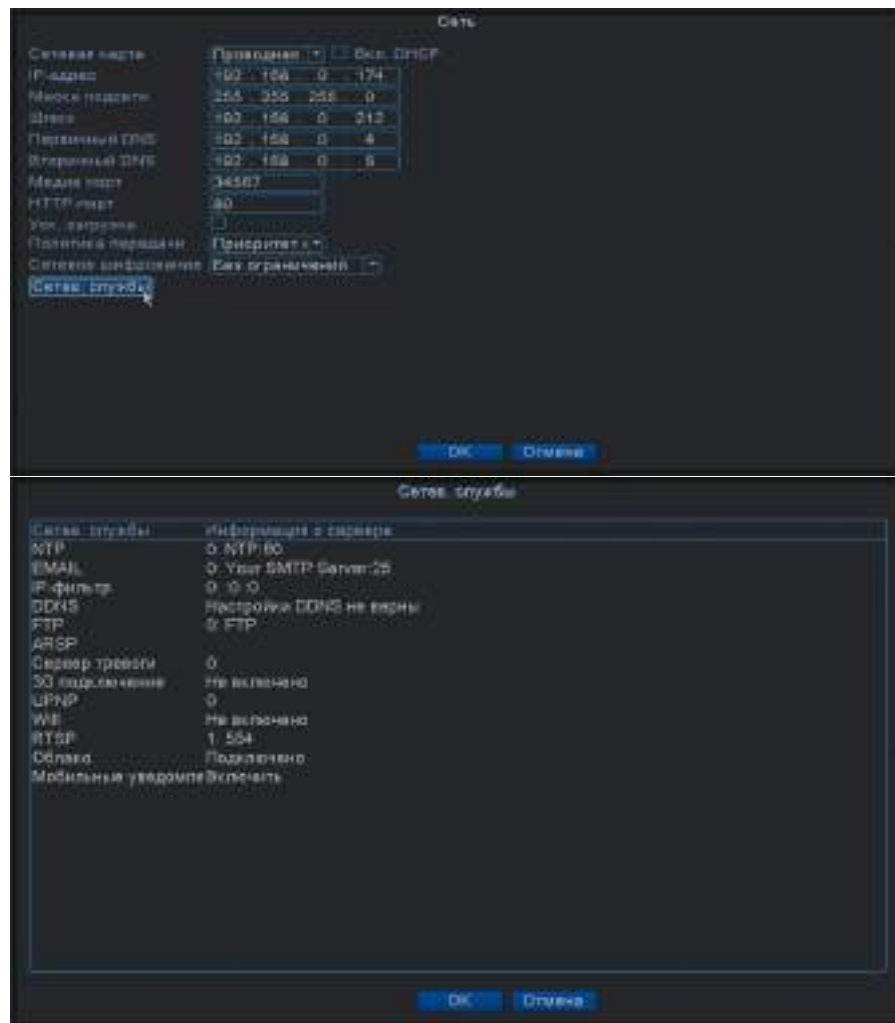 Сеть
Сетевая карта Проводная Вкл. DHCP
IP-адрес 192 . 168 . 0 . 174
Маска подсети 255 . 255 . 255 . 0
Шлюз 192 . 168 . 0 . 212
Первичный DNS 192 . 168 . 0 . 4
Вторичный DNS 192 . 168 . 0
Медиа порт 34567
HTTP-порт 80
Уск. загрузка
Политика передачи Приоритет
Сетевое шифрование Без ограничений
Сетев. службы
OK Отмена
Сетев. службы
Сетев. службы Информация о сервере
NTP 0: NTP:80
EMAIL 0: Your SMTP Server:25
IP-фильтр 0: 0 :0
DDNS Настройки DDNS не верны
FTP 0: FTP
ARSP
Сервер тревоги 0
3G подключение Не включено
UPNP 0
Wifi Не включено
RTSP 1: 554
Облако Подключено
Мобильные уведомле Включить
OK Отмена